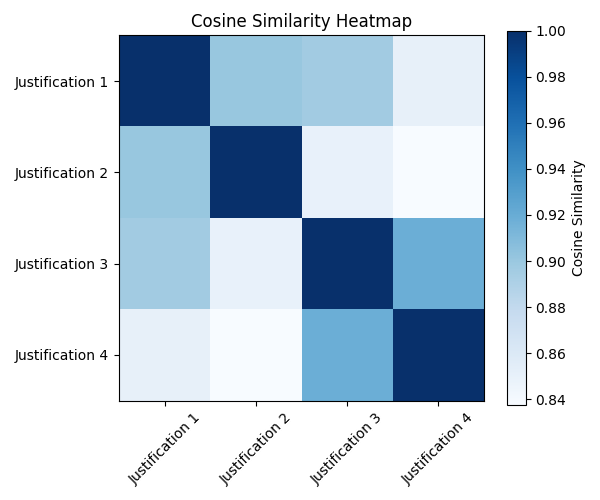 Cosine Similarity Heatmap
Justification 1
Justification 2
Justification 3
Justification 4
Justification 1
Justification 2
Justification 3
Justification 4
1.00
0.98
0.96
0.94
0.92
0.90
0.88
0.86
0.84
Cosine Similarity